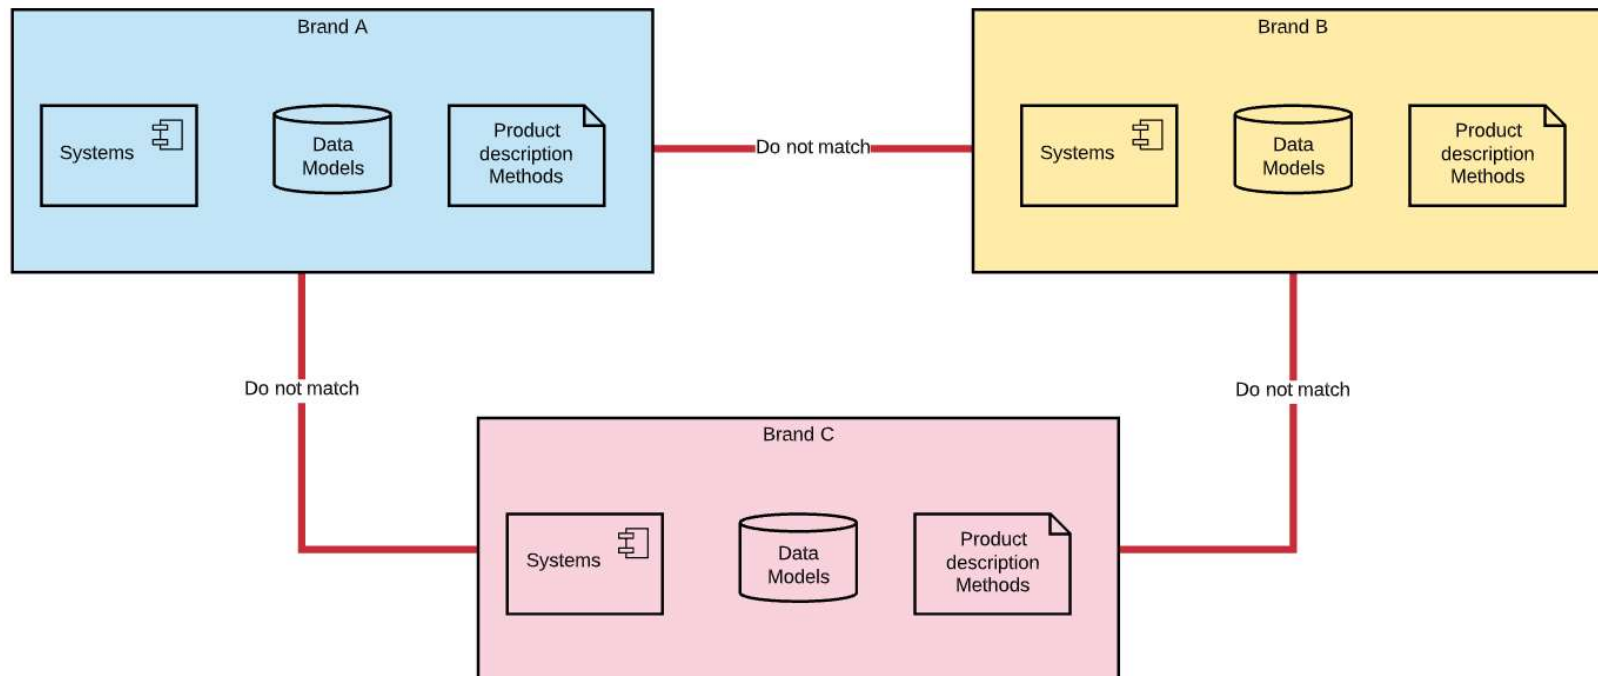 Brand A
Systems
Data
Models
Product
description
Methods
Do not match
Brand B
Systems
Data
Models
Product
description
Methods
Do not match
Do not match
Brand C
Systems
Data
Models
Product
description
Methods